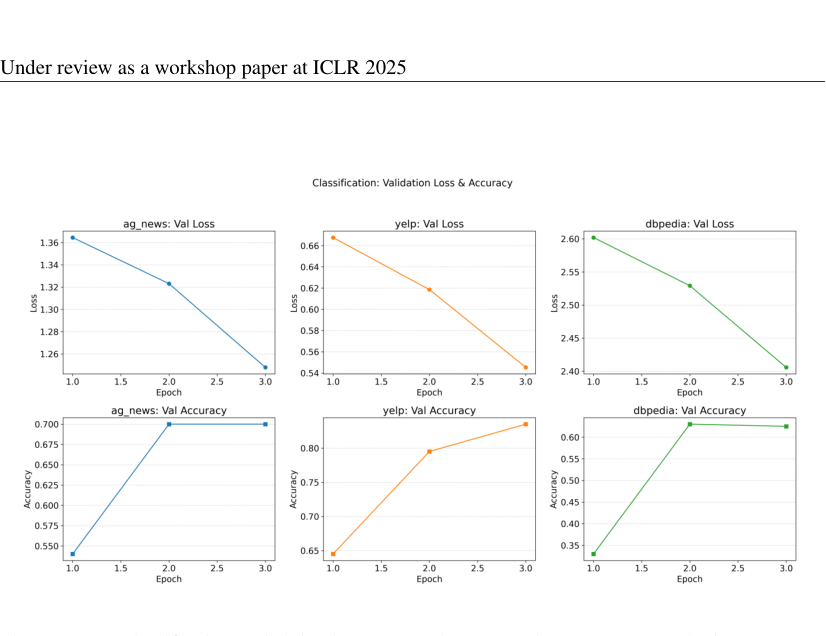 Under review as a workshop paper at ICLR 2025
Classification: Validation Loss & Accuracy
ag_news: Val Loss
Loss
1.36
1.34
1.32
1.30
1.28
1.26
1.0 1.5 2.0 2.5 3.0
Epoch
yelp: Val Loss
Loss
0.66
0.64
0.62
0.60
0.58
0.56
0.54
1.0 1.5 2.0 2.5 3.0
Epoch
dbpedia: Val Loss
Loss
2.60
2.55
2.50
2.45
2.40
1.0 1.5 2.0 2.5 3.0
Epoch
ag_news: Val Accuracy
Accuracy
0.700
0.675
0.650
0.625
0.600
0.575
0.550
1.0 1.5 2.0 2.5 3.0
Epoch
yelp: Val Accuracy
Accuracy
0.80
0.75
0.70
0.65
1.0 1.5 2.0 2.5 3.0
Epoch
dbpedia: Val Accuracy
Accuracy
0.60
0.55
0.50
0.45
0.40
0.35
1.0 1.5 2.0 2.5 3.0
Epoch